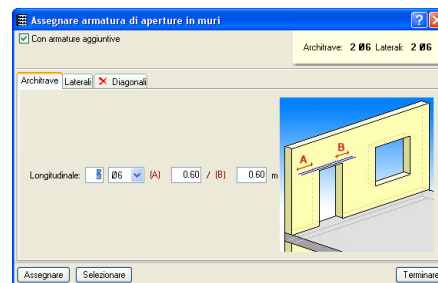 Assegnare armatura di aperture in muri
Con armature aggiuntive
Architrave: 2 Ø6 Laterali: 2 Ø6
Architrave Laterali Diagonali
Longitudinale: 2 Ø6 (A) 0.60 / (B) 0.60 m
A B
Assegnare Selezionare Terminare